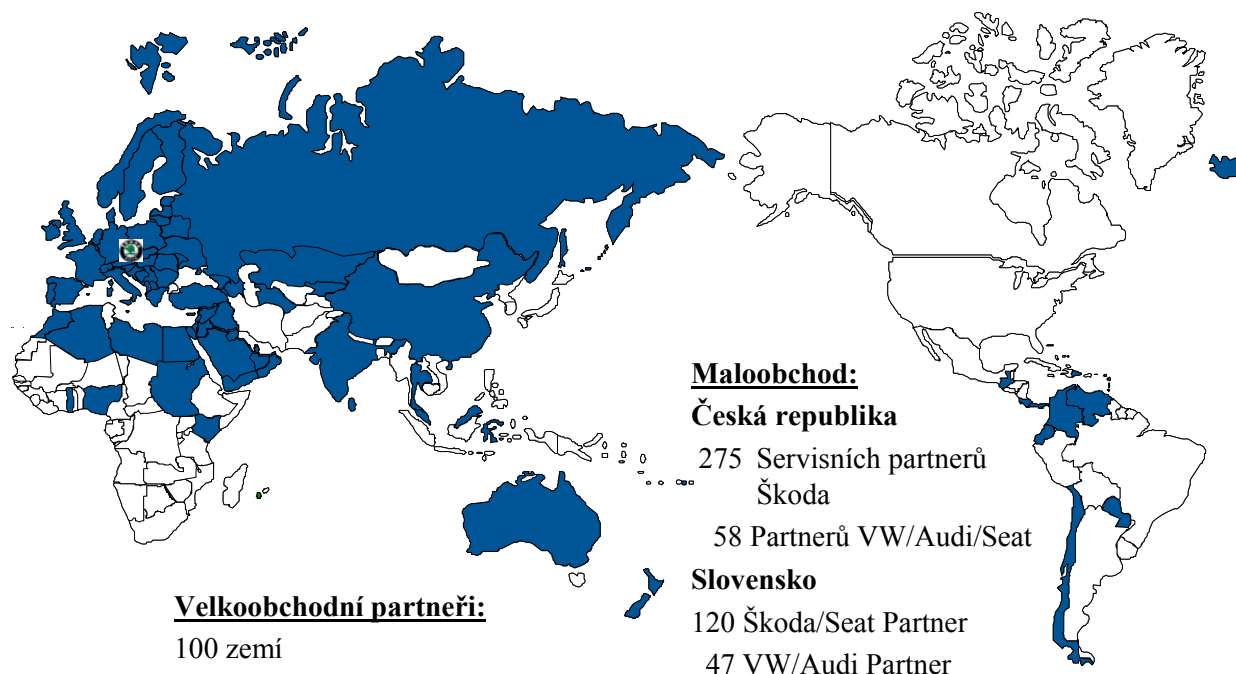 Maloobchod:
Česká republika
275 Servisních partnerů
Škoda
58 Partnerů VW/Audi/Seat
Slovensko
120 Škoda/Seat Partner
47 VW/Audi Partner
Velkoobchodní partneři:
100 zemí